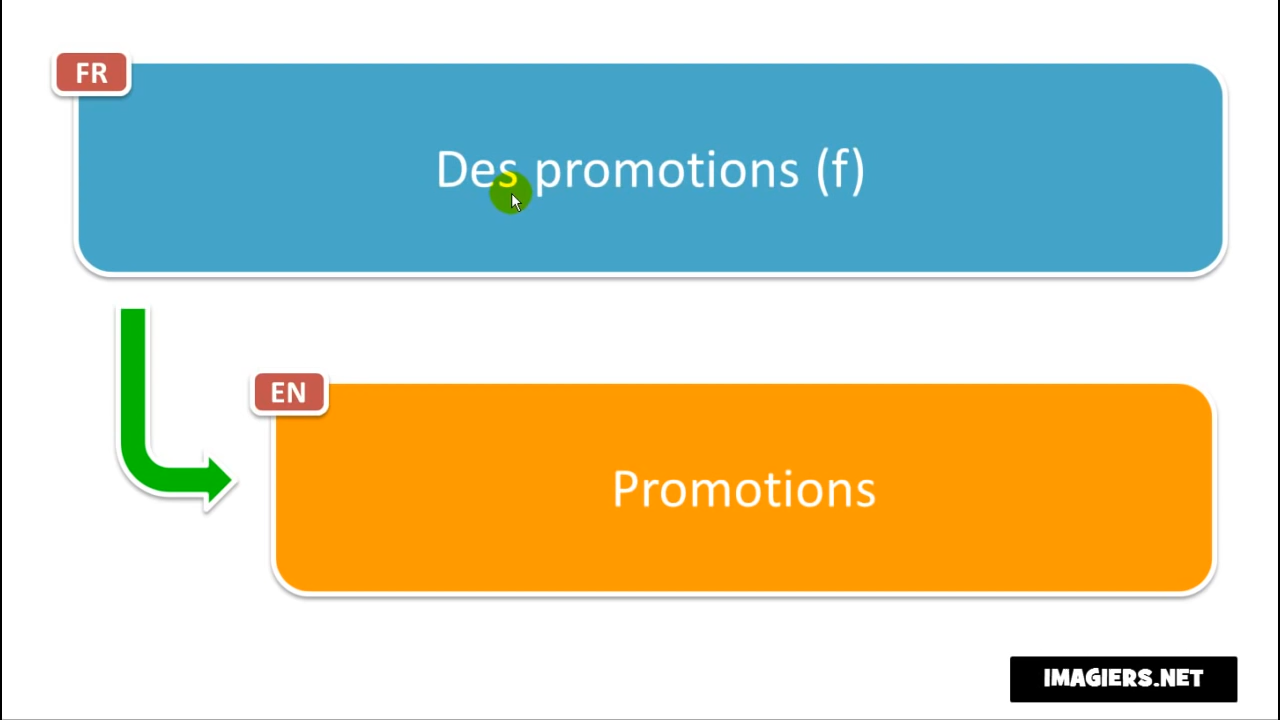 FR
Des promotions (f)
EN
Promotions
IMAGIERS.NET